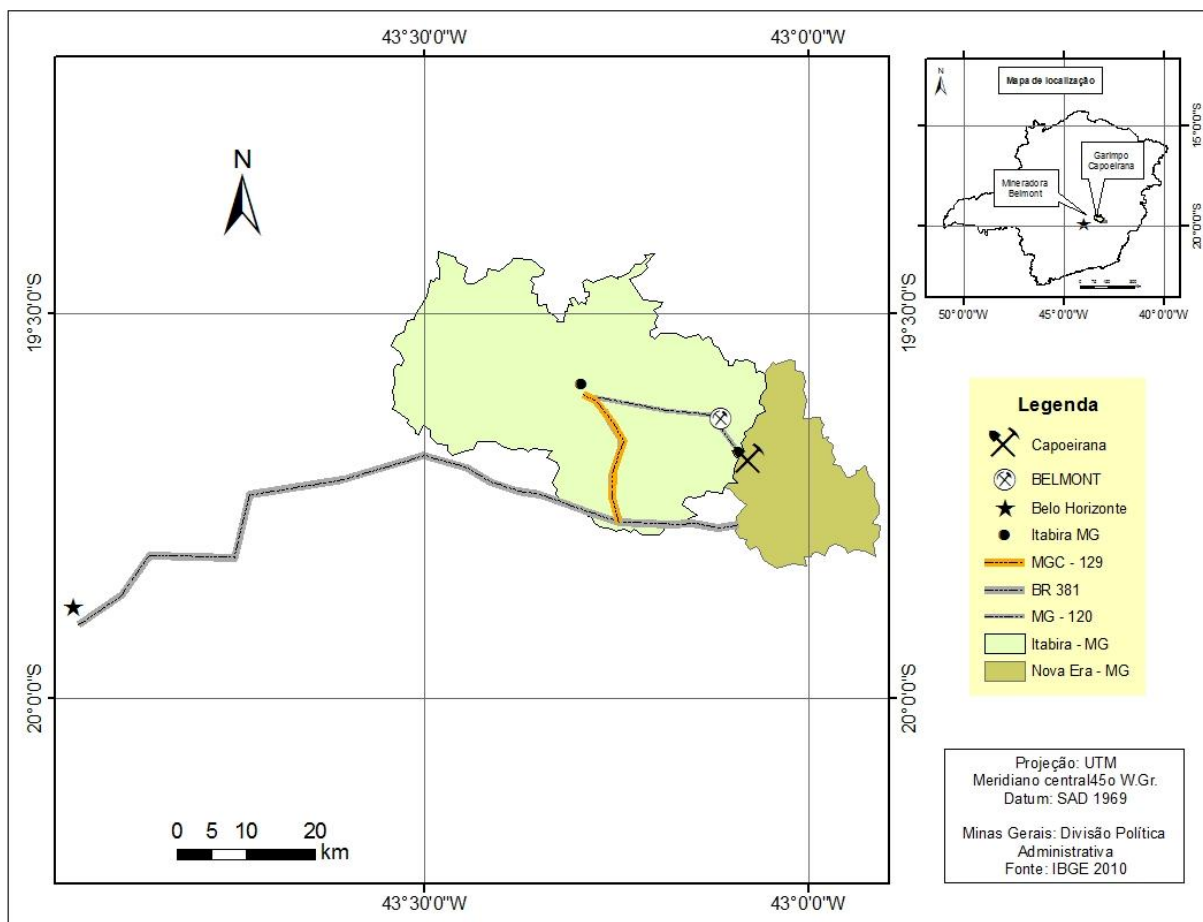 43°30'0"W
43°0'0"W
N
19°30'0"S
19°30'0"S
20°0'0"S
20°0'0"S
0 5 10 20
km
43°30'0"W
43°0'0"W
N
Mapa de localização
Garimpo
Capoeirana
Mineradora
Belmont
15°0'0"S
20°0'0"S
50°0'0"W
45°0'0"W
40°0'0"W
Legenda
Capoeirana
BELMONT
Belo Horizonte
Itabira MG
MGC - 129
BR 381
MG - 120
Itabira - MG
Nova Era - MG
Projeção: UTM
Meridiano central45o W.Gr.
Datum: SAD 1969
Minas Gerais: Divisão Política
Administrativa
Fonte: IBGE 2010